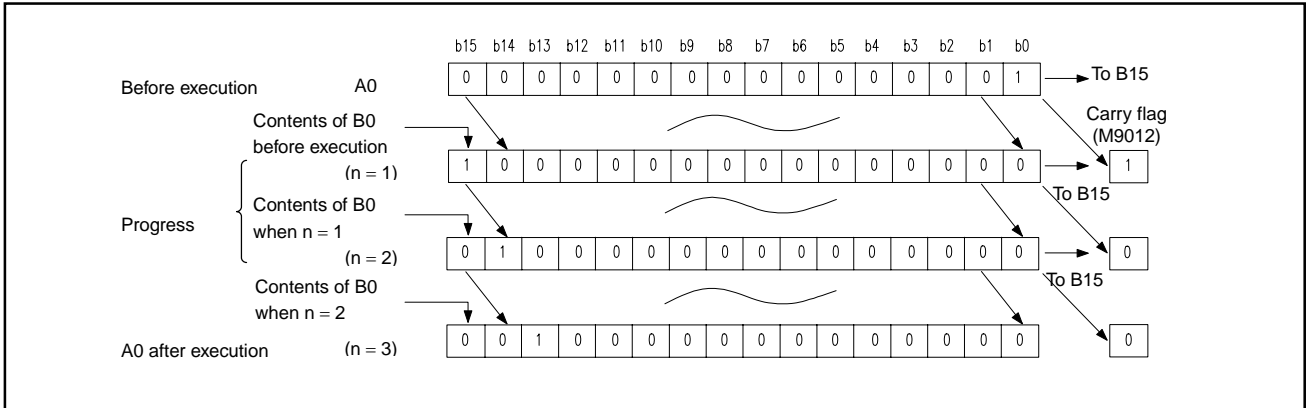 b15 b14 b13 b12 b11 b10 b9 b8 b7 b6 b5 b4 b3 b2 b1 b0
Before execution A0 0 0 0 0 0 0 0 0 0 0 0 0 0 0 0 1 To B15
Contents of B0
before execution
Carry flag
(M9012)
(n = 1) 1 0 0 0 0 0 0 0 0 0 0 0 0 0 0 0 1
To B15
Progress
Contents of B0
when n = 1
(n = 2) 0 1 0 0 0 0 0 0 0 0 0 0 0 0 0 0 0
To B15
Contents of B0
when n = 2
A0 after execution (n = 3) 0 0 1 0 0 0 0 0 0 0 0 0 0 0 0 0 0